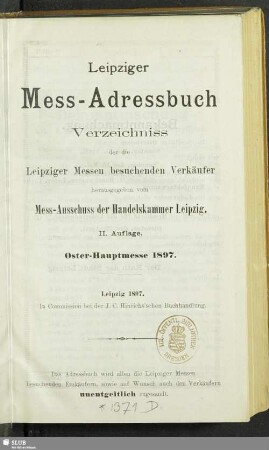 Leipziger
Mess-Adressbuch
Verzeichniss
der die
Leipziger Messen besuchenden Verkäufer
herausgegeben vom
Mess-Ausschuss der Handelskammer Leipzig.
II. Auflage.
Oster-Hauptmesse 1897.
Leipzig 1897.
In Commission bei der J. C. Hinrichs'schen Buchhandlung.
Das Adressbuch wird allen die Leipziger Messen
besuchenden Einkäufern, sowie auf Wunsch auch den Verkäufern
unentgeltlich zugesandt.
1371 D.
SLUB